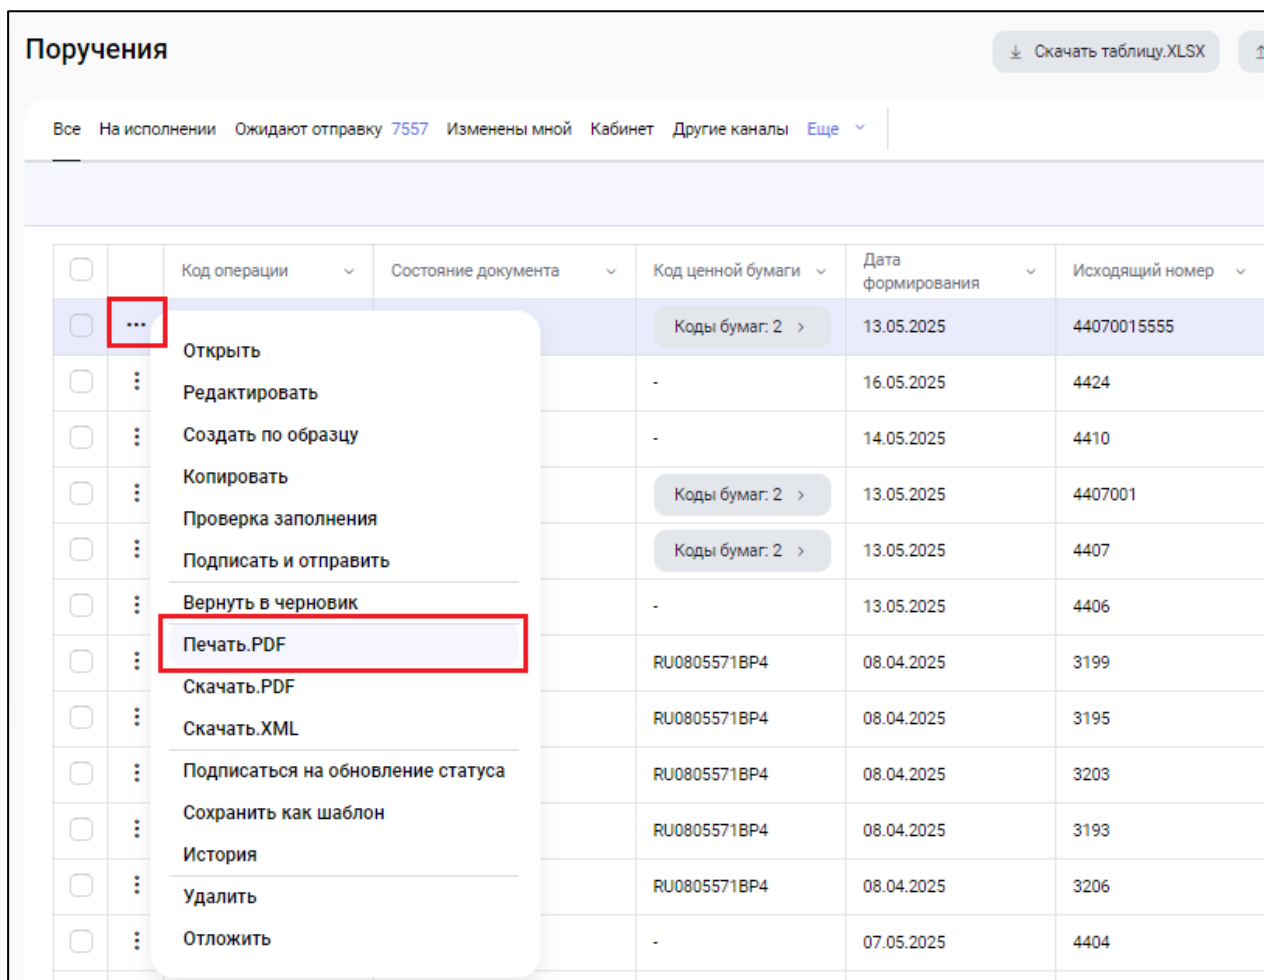 Поручения
Скачать таблицу.XLSX
Все На исполнении Ожидают отправку 7557 Изменены мной Кабинет Другие каналы Еще
Код операции Состояние документа Код ценной бумаги Дата формирования Исходящий номер
Коды бумаг: 2 13.05.2025 44070015555
Открыть
- 16.05.2025 4424
Редактировать
Создать по образцу
- 14.05.2025 4410
Копировать
Коды бумаг: 2 13.05.2025 4407001
Проверка заполнения
Подписать и отправить
Коды бумаг: 2 13.05.2025 4407
Вернуть в черновик
- 13.05.2025 4406
Печать.PDF
RU0805571BP4 08.04.2025 3199
Скачать.PDF
Скачать.XML
RU0805571BP4 08.04.2025 3195
Подписаться на обновление статуса
RU0805571BP4 08.04.2025 3203
Сохранить как шаблон
RU0805571BP4 08.04.2025 3193
История
RU0805571BP4 08.04.2025 3206
Удалить
Отложить
- 07.05.2025 4404